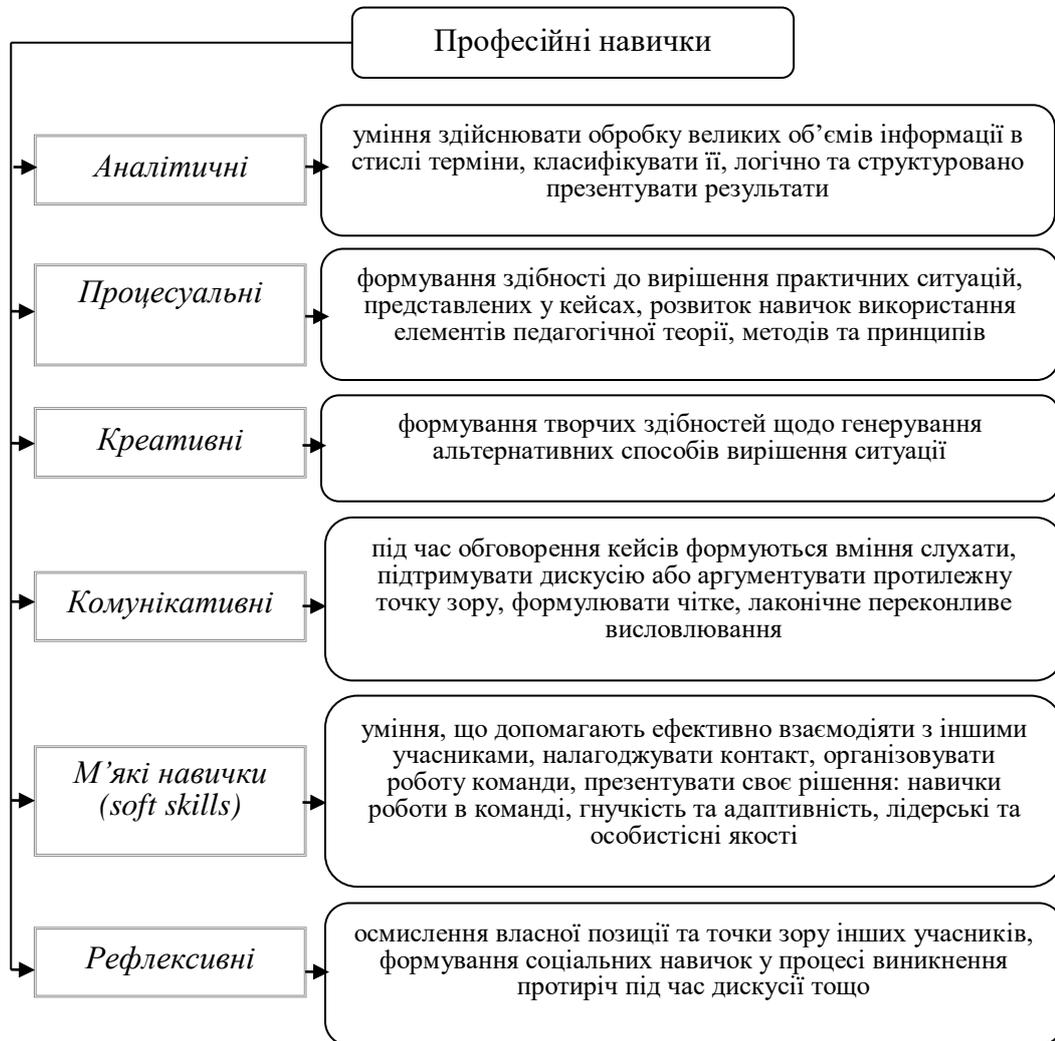 Професійні навички
Аналітичні
уміння здійснювати обробку великих об’ємів інформації в
стислі терміни, класифікувати її, логічно та структуровано
презентувати результати
Процесуальні
формування здібності до вирішення практичних ситуацій,
представлених у кейсах, розвиток навичок використання
елементів педагогічної теорії, методів та принципів
Креативні
формування творчих здібностей щодо генерування
альтернативних способів вирішення ситуації
Комунікативні
під час обговорення кейсів формуються вміння слухати,
підтримувати дискусію або аргументувати протилежну
точку зору, формулювати чітке, лаконічне переконливе
висловлювання
М’які навички
(soft skills)
уміння, що допомагають ефективно взаємодіяти з іншими
учасниками, налагоджувати контакт, організовувати
роботу команди, презентувати своє рішення: навички
роботи в команді, гнучкість та адаптивність, лідерські та
особистісні якості
Рефлексивні
осмислення власної позиції та точки зору інших учасників,
формування соціальних навичок у процесі виникнення
протиріч під час дискусії тощо